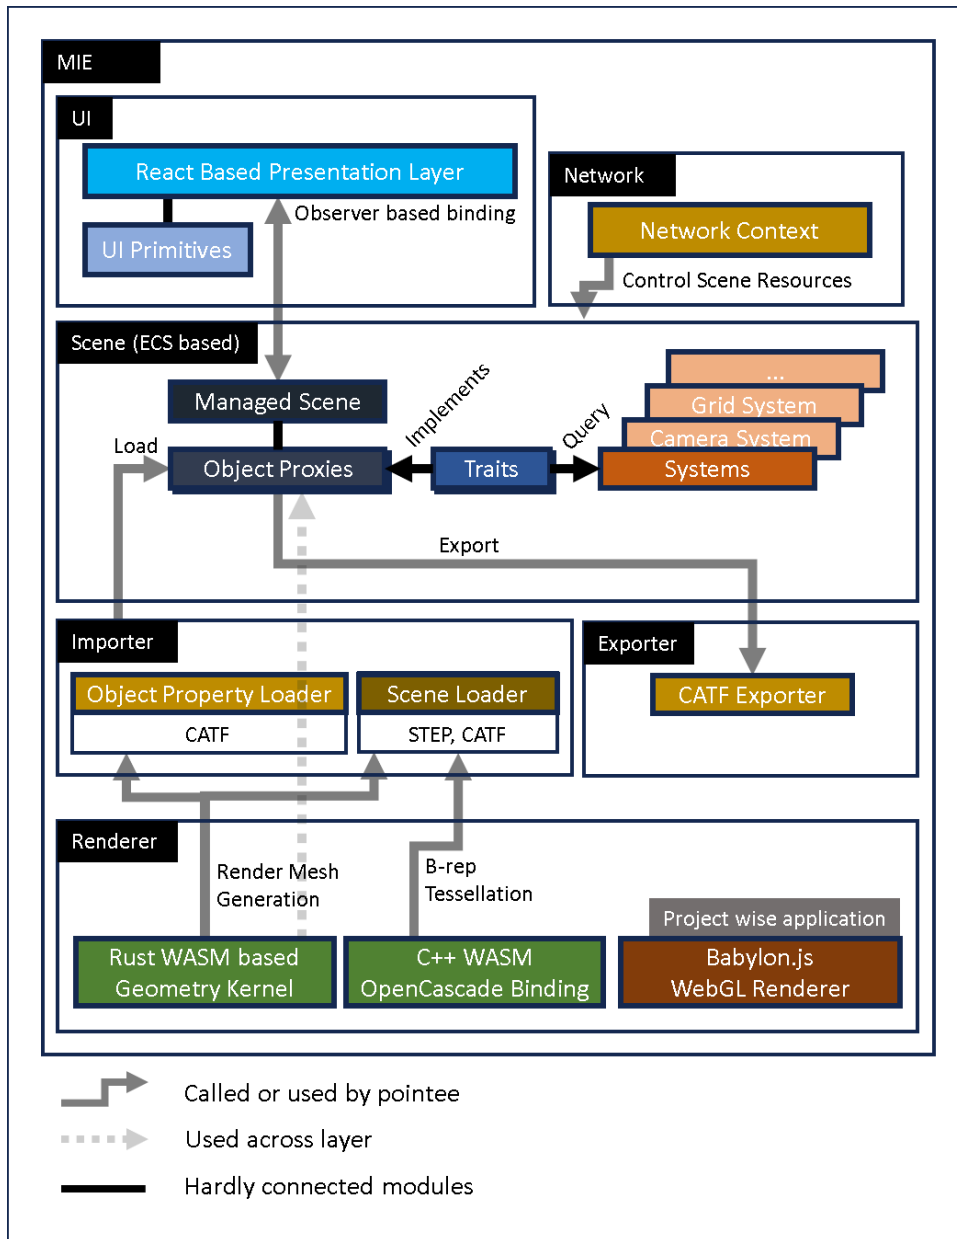 MIE
UI
React Based Presentation Layer
Observer based binding
UI Primitives
Network
Network Context
Control Scene Resources
Scene (ECS based)
Managed Scene
Implements
Query
...
Grid System
Camera System
Load
Object Proxies
Traits
Systems
Export
Importer
Object Property Loader
CATF
Scene Loader
STEP, CATF
Exporter
CATF Exporter
Renderer
Render Mesh
Generation
B-rep
Tessellation
Project wise application
Rust WASM based
Geometry Kernel
C++ WASM
OpenCascade Binding
Babylon.js
WebGL Renderer
Called or used by pointee
Used across layer
Hardly connected modules